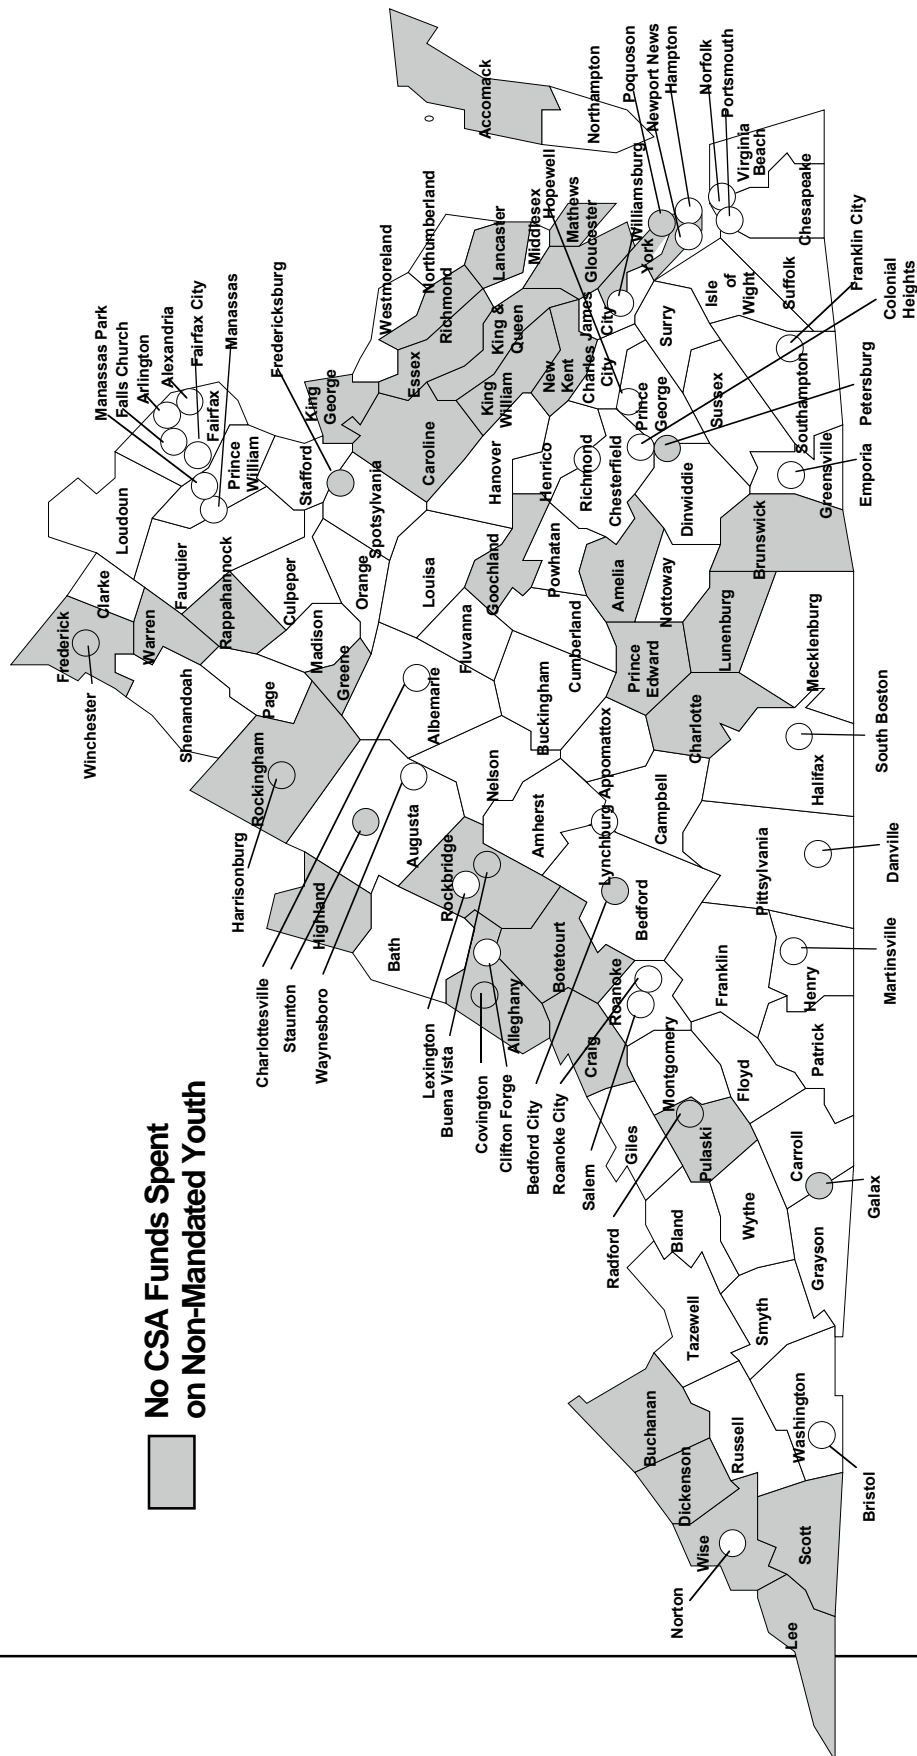 No CSA Funds Spent
on Non-Mandated Youth
Accomack
Northampton
Poquoson
Newport News
Hampton
Norfolk
Portsmouth
Virginia
Beach
Chesapeake
Franklin City
Colonial
Heights
Petersburg
Emporia
Williamsburg
Hopewell
Middlesex
Mathews
Gloucester
York
James
City
Charles
City
Isle
of
Wight
Suffolk
Surry
Sussex
Southampton
Greensville
Prince
George
Westmoreland
Northumberland
Lancaster
Richmond
Essex
King &
Queen
King
William
New
Kent
King
George
Caroline
Hanover
Henrico
Richmond
Chesterfield
Dinwiddie
Brunswick
Fredericksburg
Stafford
Spotsylvania
Manassas Park
Falls Church
Arlington
Alexandria
Fairfax City
Manassas
Fairfax
Prince
William
Loudoun
Clarke
Fauquier
Rappahannock
Culpeper
Orange
Louisa
Goochland
Powhatan
Amelia
Nottoway
Lunenburg
Mecklenburg
Frederick
Winchester
Warren
Shenandoah
Page
Madison
Greene
Fluvanna
Cumberland
Prince
Edward
Charlotte
Rockingham
Harrisonburg
Albemarle
Buckingham
Appomattox
Campbell
Halifax
South Boston
Highland
Augusta
Nelson
Amherst
Lynchburg
Pittsylvania
Danville
Charlottesville
Staunton
Waynesboro
Bath
Rockbridge
Lexington
Buena Vista
Covington
Clifton Forge
Alleghany
Botetourt
Bedford
Bedford City
Roanoke City
Salem
Roanoke
Craig
Franklin
Henry
Martinsville
Patrick
Montgomery
Floyd
Giles
Radford
Pulaski
Carroll
Galax
Bland
Wythe
Grayson
Tazewell
Smyth
Buchanan
Russell
Washington
Bristol
Dickenson
Wise
Norton
Scott
Lee